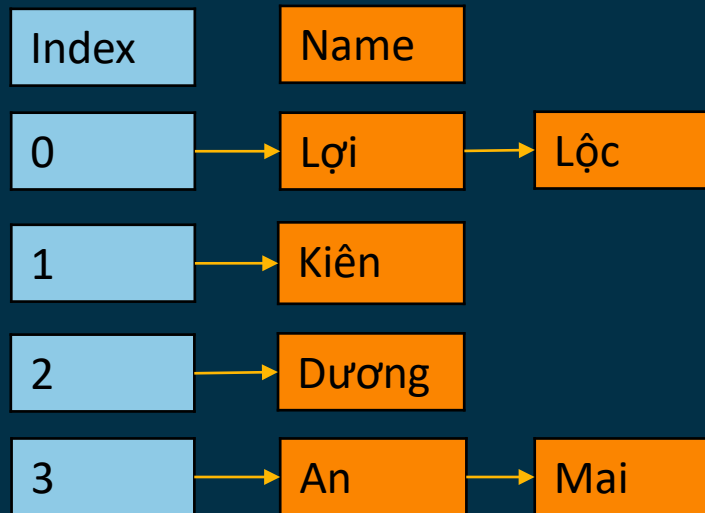 Index Name
0 Lợi Lộc
1 Kiên
2 Dương
3 An Mai